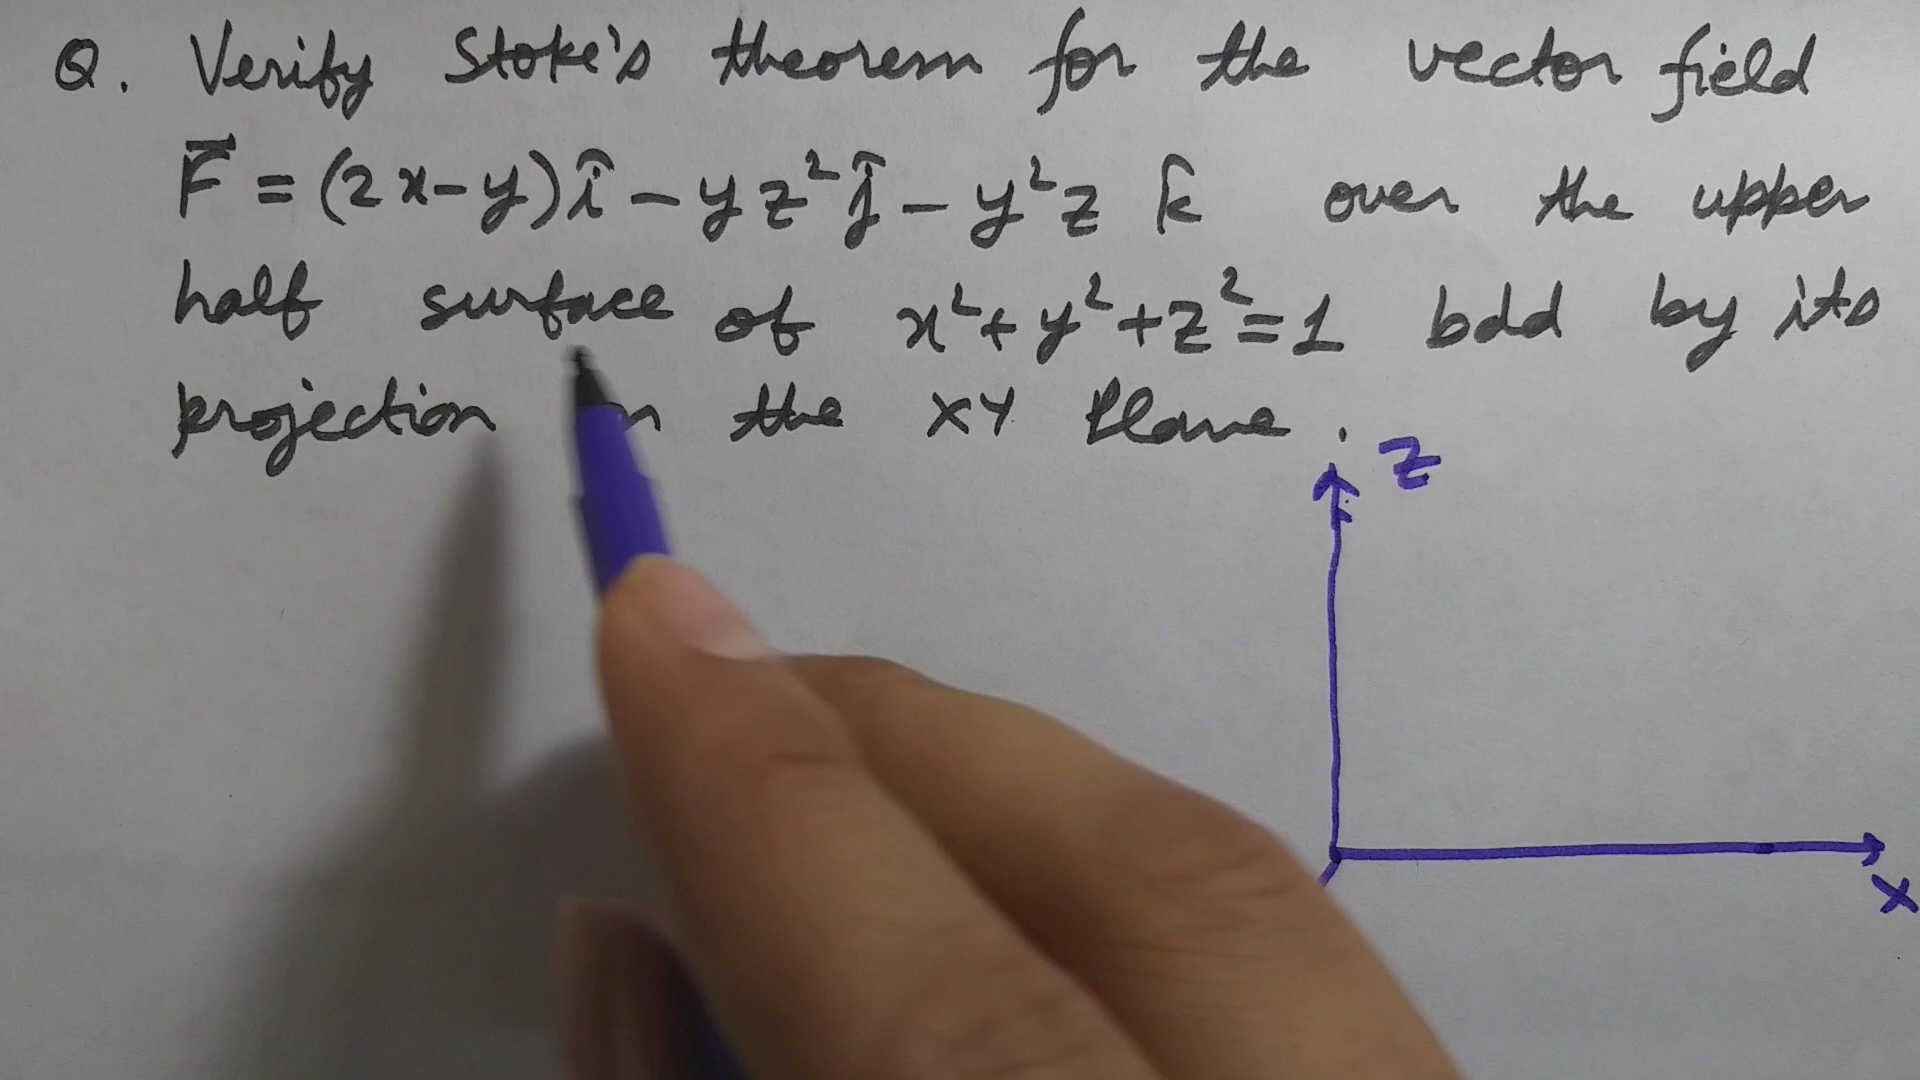 Q. Verify Stoke's theorem for the vector field
F⃗ = (2x-y)î - yz²ĵ - y²z k̂ over the upper
half surface of x²+y²+z²=1 bdd by its
projection the XY Plane.
Z
X